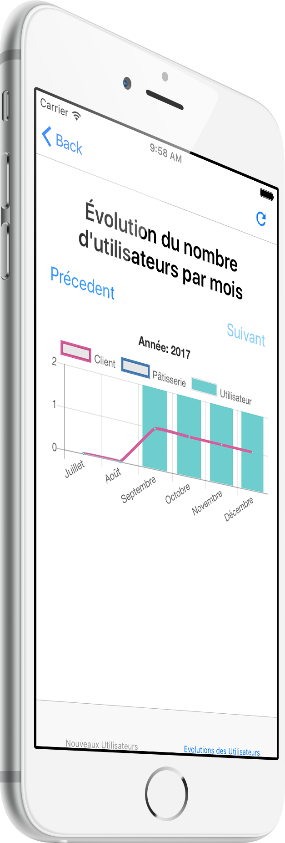 Carrier
9:58 AM
Back
Évolution du nombre
d'utilisateurs par mois
Précedent
Suivant
Année: 2017
Client
Pâtisserie
Utilisateur
2
1
0
Juillet
Août
Septembre
Octobre
Novembre
Décembre
Nouveaux Utilisateurs
Evolutions des Utilisateurs